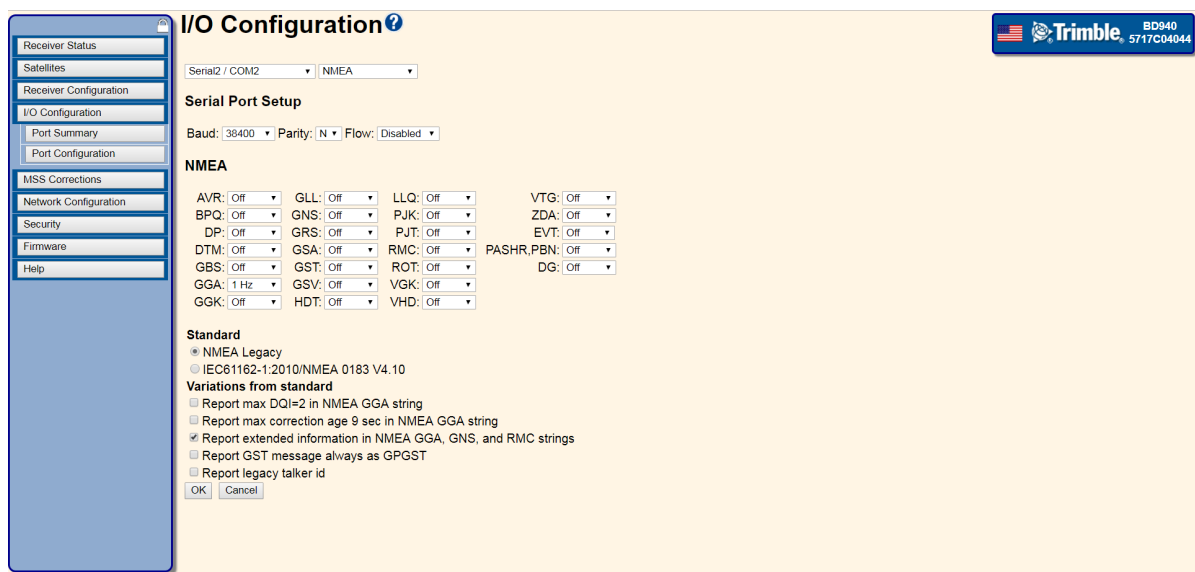 I/O Configuration?
Trimble® BD940
5717C04044
Receiver Status
Satellites
Receiver Configuration
I/O Configuration
Port Summary
Port Configuration
MSS Corrections
Network Configuration
Security
Firmware
Help
Serial2 / COM2 NMEA
Serial Port Setup
Baud: 38400 Parity: N Flow: Disabled
NMEA
AVR: Off GLL: Off LLQ: Off VTG: Off
BPQ: Off GNS: Off PJK: Off ZDA: Off
DP: Off GRS: Off PJT: Off EVT: Off
DTM: Off GSA: Off RMC: Off PASHR,PBN: Off
GBS: Off GST: Off ROT: Off DG: Off
GGA: 1 Hz GSV: Off VGK: Off
GGK: Off HDT: Off VHD: Off
Standard
NMEA Legacy
IEC61162-1:2010/NMEA 0183 V4.10
Variations from standard
Report max DQI=2 in NMEA GGA string
Report max correction age 9 sec in NMEA GGA string
Report extended information in NMEA GGA, GNS, and RMC strings
Report GST message always as GPGST
Report legacy talker id
OK Cancel